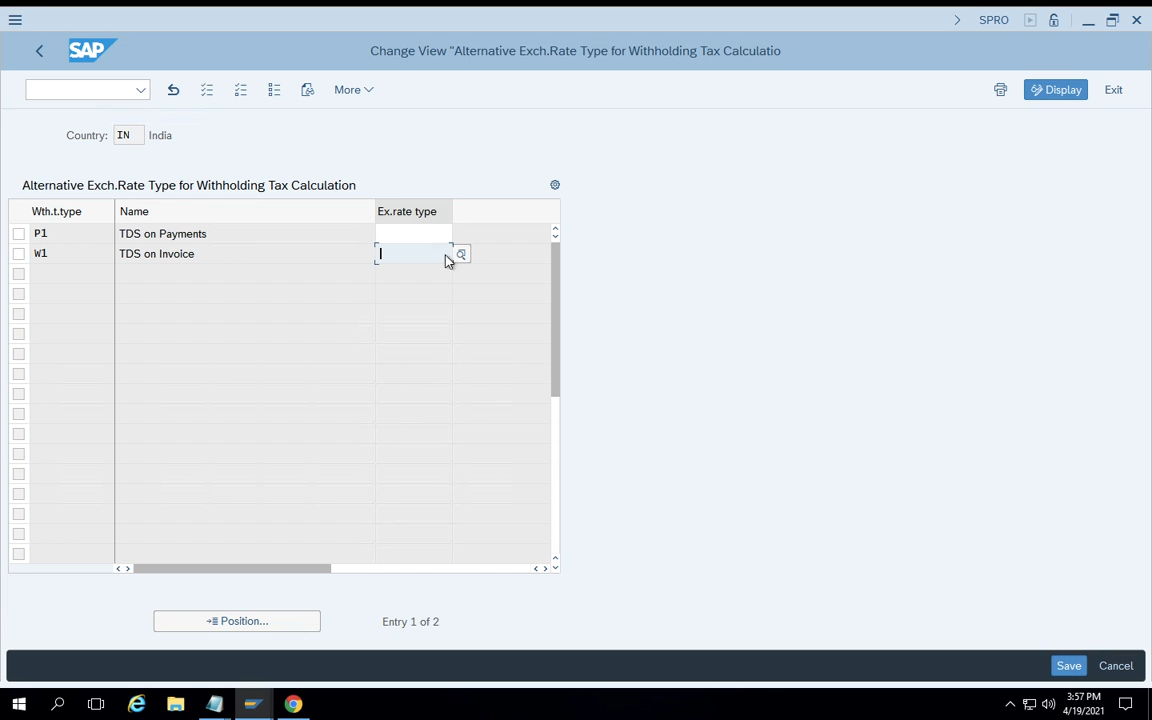 SPRO
SAP
Change View "Alternative Exch.Rate Type for Withholding Tax Calculatio
More
Display
Exit
Country: IN India
Alternative Exch.Rate Type for Withholding Tax Calculation
Wth.t.type Name Ex.rate type
P1 TDS on Payments
W1 TDS on Invoice
Position...
Entry 1 of 2
Save
Cancel
3:57 PM
4/19/2021